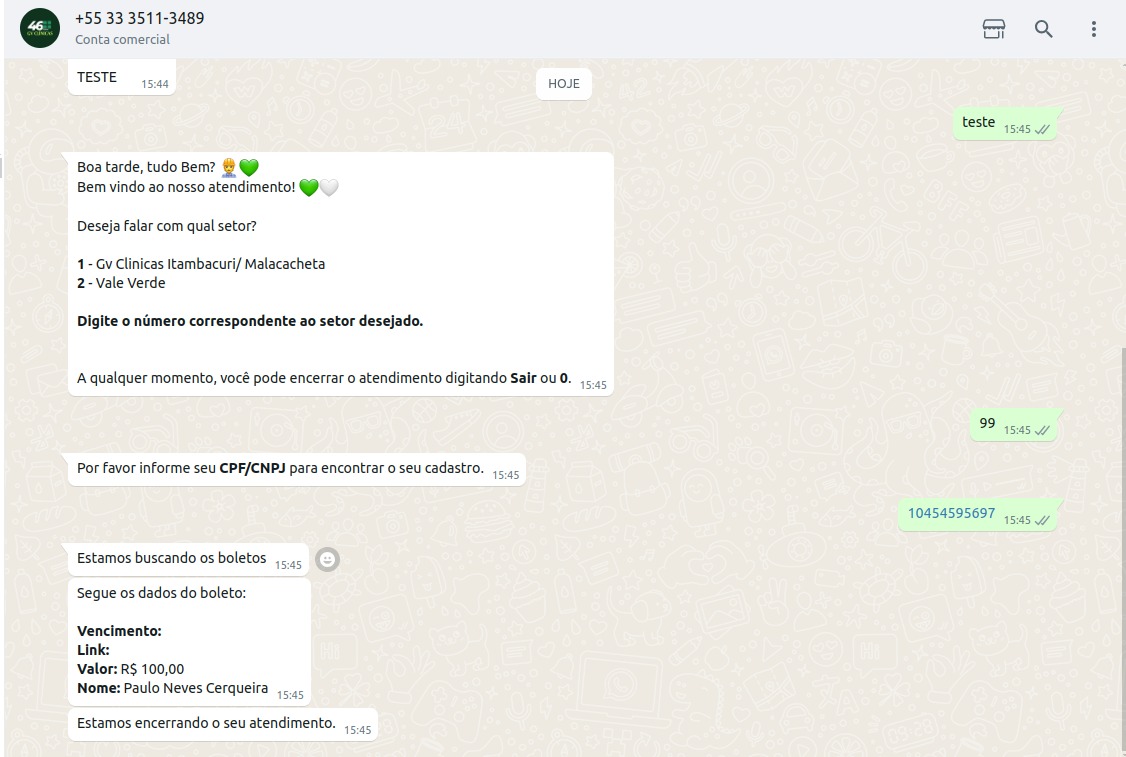 +55 33 3511-3489
Conta comercial
46
GV CLINICAS
TESTE 15:44
HOJE
teste 15:45
Boa tarde, tudo Bem? 👷💚
Bem vindo ao nosso atendimento! 💚🤍
Deseja falar com qual setor?
1 - Gv Clinicas Itambacuri/ Malacacheta
2 - Vale Verde
Digite o número correspondente ao setor desejado.
A qualquer momento, você pode encerrar o atendimento digitando Sair ou 0. 15:45
99 15:45
Por favor informe seu CPF/CNPJ para encontrar o seu cadastro. 15:45
10454595697 15:45
Estamos buscando os boletos 15:45
Segue os dados do boleto:
Vencimento:
Link:
Valor: R$ 100,00
Nome: Paulo Neves Cerqueira 15:45
Estamos encerrando o seu atendimento. 15:45